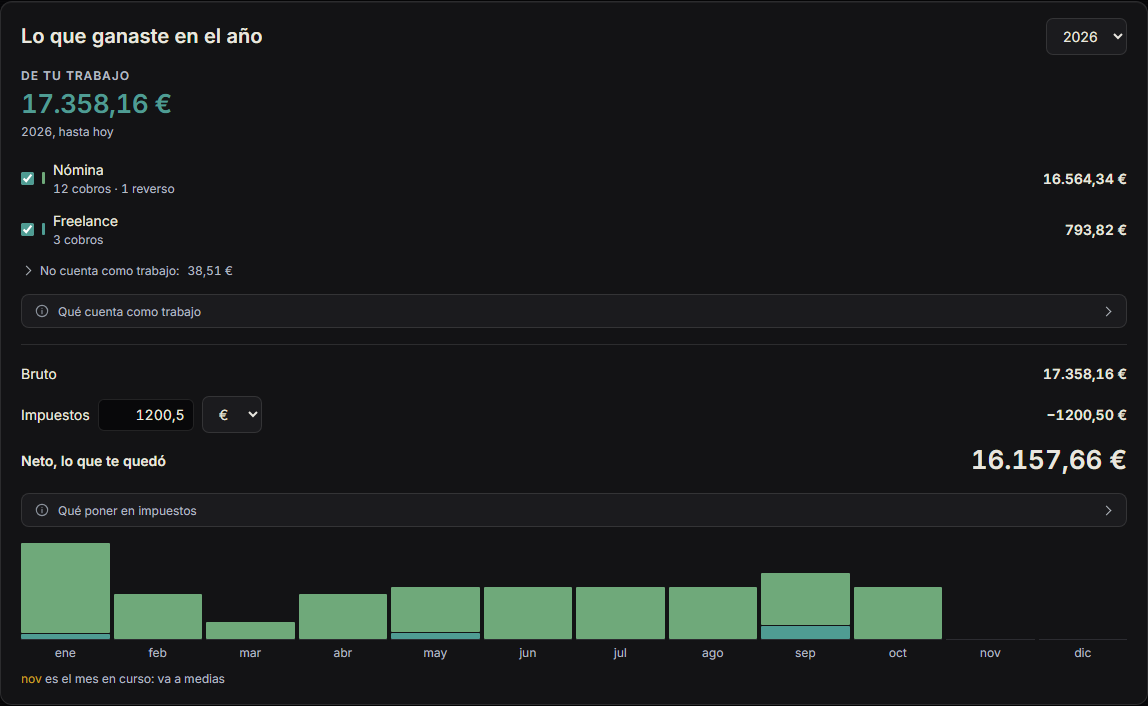 Lo que ganaste en el año
2026
DE TU TRABAJO
17.358,16 €
2026, hasta hoy
Nómina
12 cobros · 1 reverso
16.564,34 €
Freelance
3 cobros
793,82 €
No cuenta como trabajo: 38,51 €
Qué cuenta como trabajo
Bruto 17.358,16 €
Impuestos 1200,5 € −1200,50 €
Neto, lo que te quedó 16.157,66 €
Qué poner en impuestos
ene feb mar abr may jun jul ago sep oct nov dic
nov es el mes en curso: va a medias